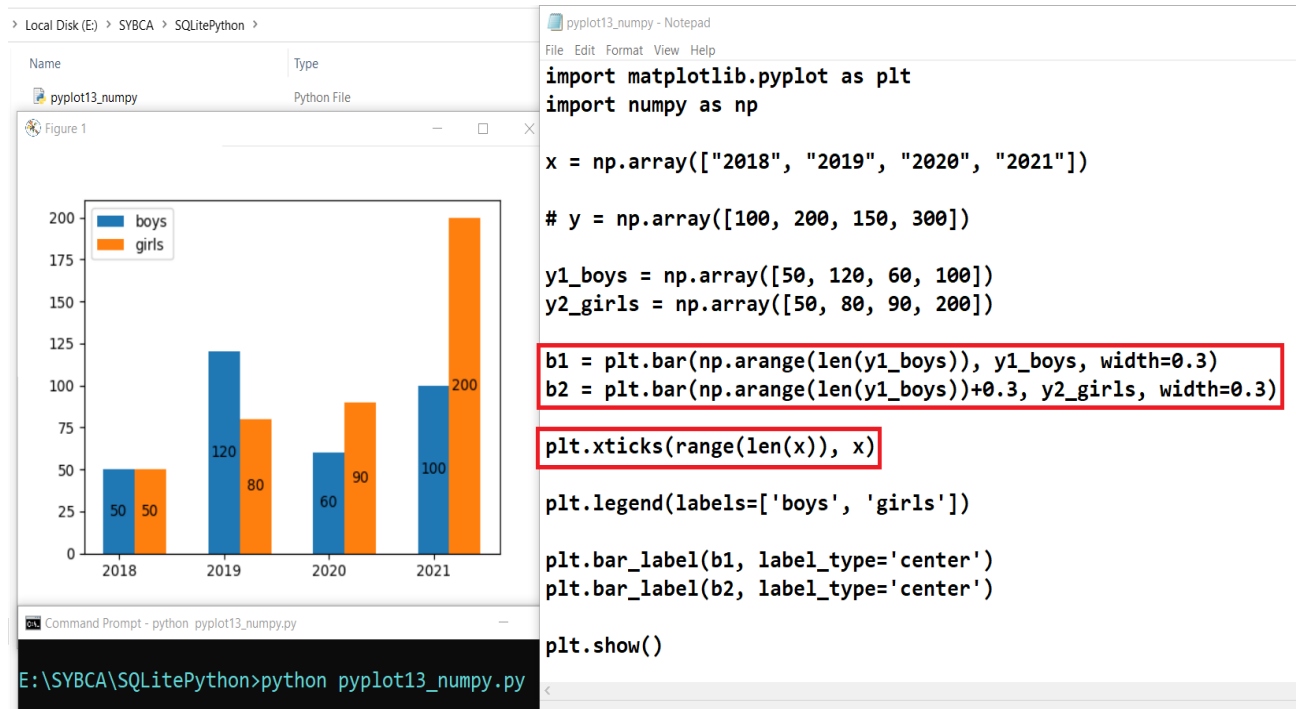 > Local Disk (E:) > SYBCA > SQLitePython >
Name Type
pyplot13_numpy Python File
Figure 1
200
175
150
125
100
75
50
25
0
boys
girls
50 50
120 80
60 90
100 200
2018 2019 2020 2021
Command Prompt - python pyplot13_numpy.py
E:\SYBCA\SQLitePython>python pyplot13_numpy.py
pyplot13_numpy - Notepad
File Edit Format View Help
import matplotlib.pyplot as plt
import numpy as np
x = np.array(["2018", "2019", "2020", "2021"])
# y = np.array([100, 200, 150, 300])
y1_boys = np.array([50, 120, 60, 100])
y2_girls = np.array([50, 80, 90, 200])
b1 = plt.bar(np.arange(len(y1_boys)), y1_boys, width=0.3)
b2 = plt.bar(np.arange(len(y1_boys))+0.3, y2_girls, width=0.3)
plt.xticks(range(len(x)), x)
plt.legend(labels=['boys', 'girls'])
plt.bar_label(b1, label_type='center')
plt.bar_label(b2, label_type='center')
plt.show()